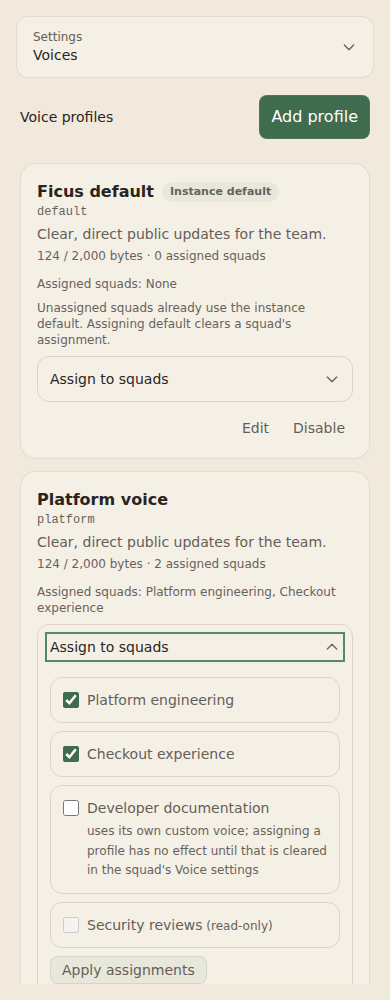 Settings
Voices
Voice profiles
Add profile
Ficus default
Instance default
default
Clear, direct public updates for the team.
124 / 2,000 bytes · 0 assigned squads
Assigned squads: None
Unassigned squads already use the instance
default. Assigning default clears a squad's
assignment.
Assign to squads
Edit
Disable
Platform voice
platform
Clear, direct public updates for the team.
124 / 2,000 bytes · 2 assigned squads
Assigned squads: Platform engineering, Checkout
experience
Assign to squads
Platform engineering
Checkout experience
Developer documentation
uses its own custom voice; assigning a
profile has no effect until that is cleared
in the squad's Voice settings
Security reviews (read-only)
Apply assignments